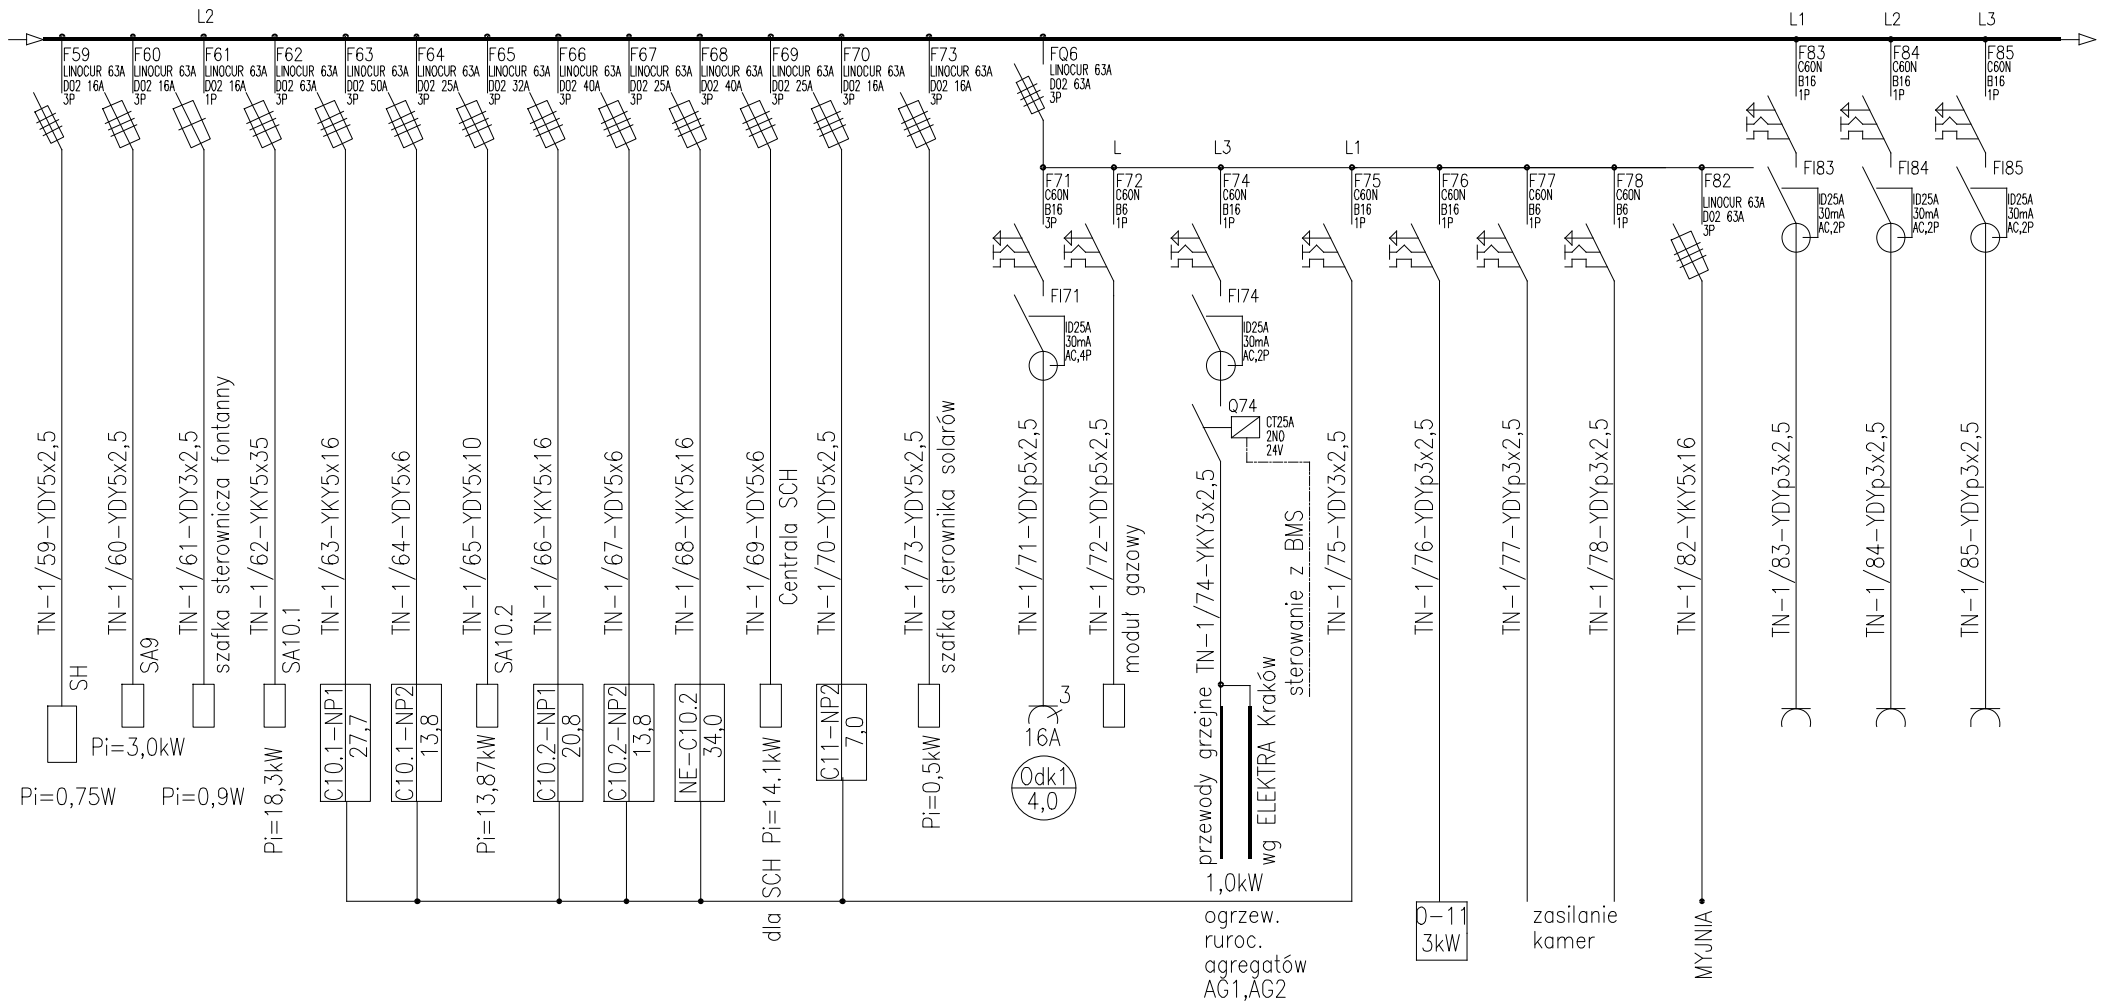 L2
L1
L2
L3
F59
LINOCUR 63A
D02 16A
3P
F60
LINOCUR 63A
D02 16A
3P
F61
LINOCUR 63A
D02 16A
1P
F62
LINOCUR 63A
D02 63A
3P
F63
LINOCUR 63A
D02 50A
3P
F64
LINOCUR 63A
D02 25A
3P
F65
LINOCUR 63A
D02 32A
3P
F66
LINOCUR 63A
D02 40A
3P
F67
LINOCUR 63A
D02 25A
3P
F68
LINOCUR 63A
D02 40A
3P
F69
LINOCUR 63A
D02 25A
3P
F70
LINOCUR 63A
D02 16A
3P
F73
LINOCUR 63A
D02 16A
3P
FQ6
LINOCUR 63A
D02 63A
3P
F83
C60N
B16
1P
F84
C60N
B16
1P
F85
C60N
B16
1P
L
L3
L1
F71
C60N
B16
3P
F72
C60N
B6
1P
F74
C60N
B16
1P
F75
C60N
B16
1P
F76
C60N
B16
1P
F77
C60N
B6
1P
F78
C60N
B6
1P
F82
LINOCUR 63A
D02 63A
3P
FI83
ID25A
30mA
AC,2P
FI84
ID25A
30mA
AC,2P
FI85
ID25A
30mA
AC,2P
FI71
ID25A
30mA
AC,4P
FI74
ID25A
30mA
AC,2P
Q74
CT25A
2NO
24V
TN-1/59-YDY5x2,5
SH
TN-1/60-YDY5x2,5
SA9
TN-1/61-YDY3x2,5
szafka sterownicza fontanny
TN-1/62-YKY5x35
SA10.1
TN-1/63-YKY5x16
TN-1/64-YDY5x6
TN-1/65-YDY5x10
SA10.2
TN-1/66-YKY5x16
TN-1/67-YDY5x6
TN-1/68-YKY5x16
TN-1/69-YDY5x6
Centrala SCH
TN-1/70-YDY5x2,5
TN-1/73-YDY5x2,5
szafka sterownika solarów
TN-1/71-YDYp5x2,5
TN-1/72-YDYp5x2,5
moduł gazowy
przewody grzejne TN-1/74-YKY3x2,5
wg ELEKTRA Kraków
sterowanie z BMS
TN-1/75-YDY3x2,5
TN-1/76-YDYp3x2,5
TN-1/77-YDYp3x2,5
TN-1/78-YDYp3x2,5
TN-1/82-YKY5x16
TN-1/83-YDYp3x2,5
TN-1/84-YDYp3x2,5
TN-1/85-YDYp3x2,5
Pi=0,75W
Pi=3,0kW
Pi=0,9W
Pi=18,3kW
C10.1-NP1
27,7
C10.1-NP2
13,8
Pi=13,87kW
C10.2-NP1
20,8
C10.2-NP2
13,8
NE-C10.2
34,0
dla SCH Pi=14.1kW
C11-NP2
7,0
Pi=0,5kW
3
16A
Odk1
4,0
1,0kW
ogrzew.
ruroc.
agregatów
AG1,AG2
O-11
3kW
zasilanie
kamer
MYJNIA